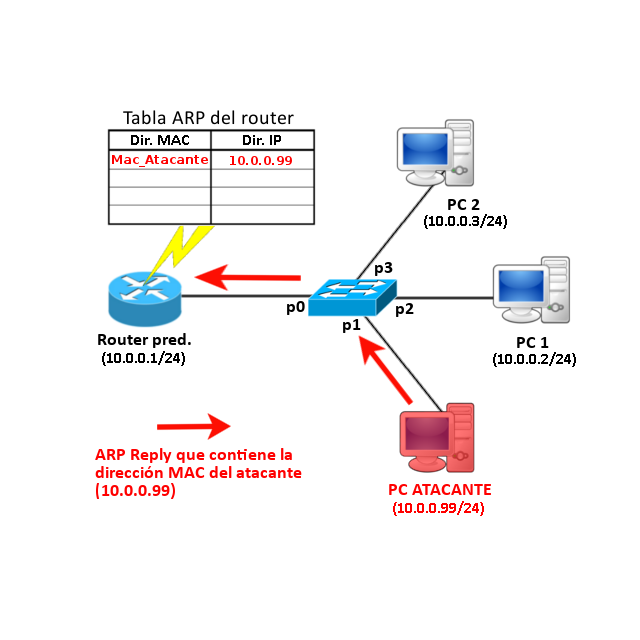 Tabla ARP del router
Dir. MAC Dir. IP
Mac_Atacante 10.0.0.99
PC 2
(10.0.0.3/24)
p3
p0
p2
p1
Router pred.
(10.0.0.1/24)
PC 1
(10.0.0.2/24)
ARP Reply que contiene la
dirección MAC del atacante
(10.0.0.99)
PC ATACANTE
(10.0.0.99/24)